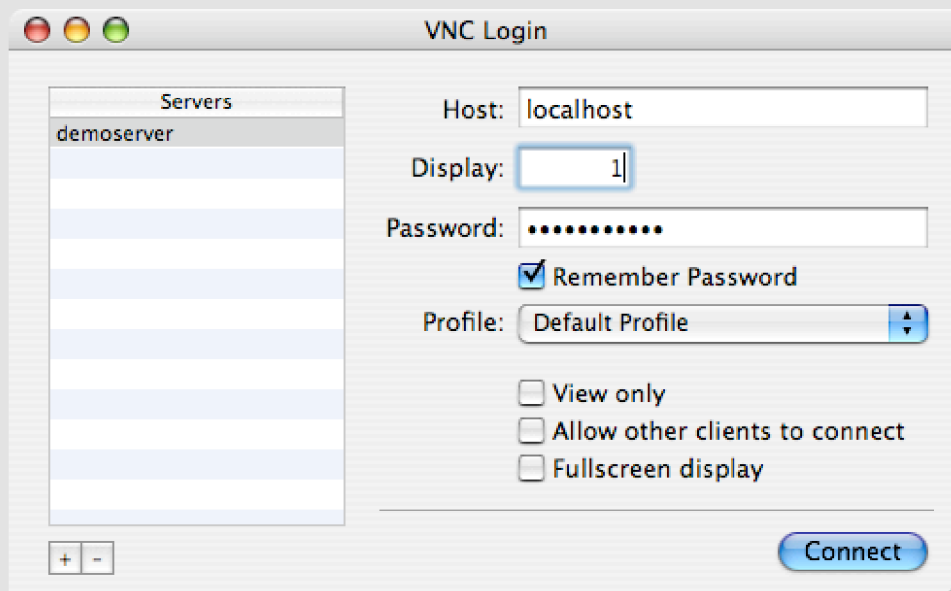 VNC Login
Servers
demoserver
+ -
Host: localhost
Display: 1
Password: •••••••••••
Remember Password
Profile: Default Profile
View only
Allow other clients to connect
Fullscreen display
Connect